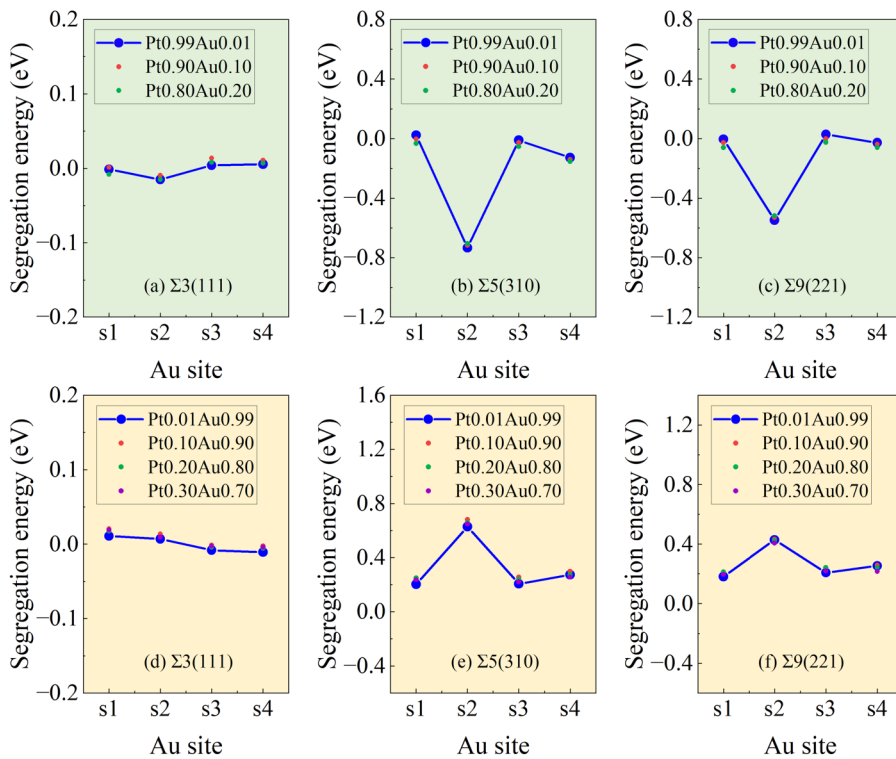 Segregation energy (eV)
0.2
0.1
0.0
−0.1
−0.2
Pt0.99Au0.01
Pt0.90Au0.10
Pt0.80Au0.20
(a) Σ3(111)
s1 s2 s3 s4
Au site
Segregation energy (eV)
0.8
0.4
0.0
−0.4
−0.8
−1.2
Pt0.99Au0.01
Pt0.90Au0.10
Pt0.80Au0.20
(b) Σ5(310)
s1 s2 s3 s4
Au site
Segregation energy (eV)
0.8
0.4
0.0
−0.4
−0.8
−1.2
Pt0.99Au0.01
Pt0.90Au0.10
Pt0.80Au0.20
(c) Σ9(221)
s1 s2 s3 s4
Au site
Segregation energy (eV)
0.2
0.1
0.0
−0.1
−0.2
Pt0.01Au0.99
Pt0.10Au0.90
Pt0.20Au0.80
Pt0.30Au0.70
(d) Σ3(111)
s1 s2 s3 s4
Au site
Segregation energy (eV)
1.6
1.2
0.8
0.4
0.0
−0.4
Pt0.01Au0.99
Pt0.10Au0.90
Pt0.20Au0.80
Pt0.30Au0.70
(e) Σ5(310)
s1 s2 s3 s4
Au site
Segregation energy (eV)
1.2
0.8
0.4
0.0
−0.4
Pt0.01Au0.99
Pt0.10Au0.90
Pt0.20Au0.80
Pt0.30Au0.70
(f) Σ9(221)
s1 s2 s3 s4
Au site